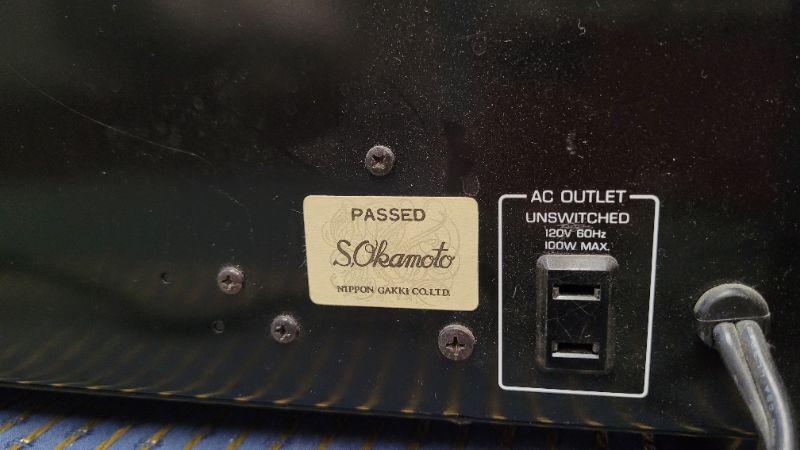 PASSED
S.Okamoto
NIPPON GAKKI CO.LTD.
AC OUTLET
UNSWITCHED
120V 60Hz
100W MAX.